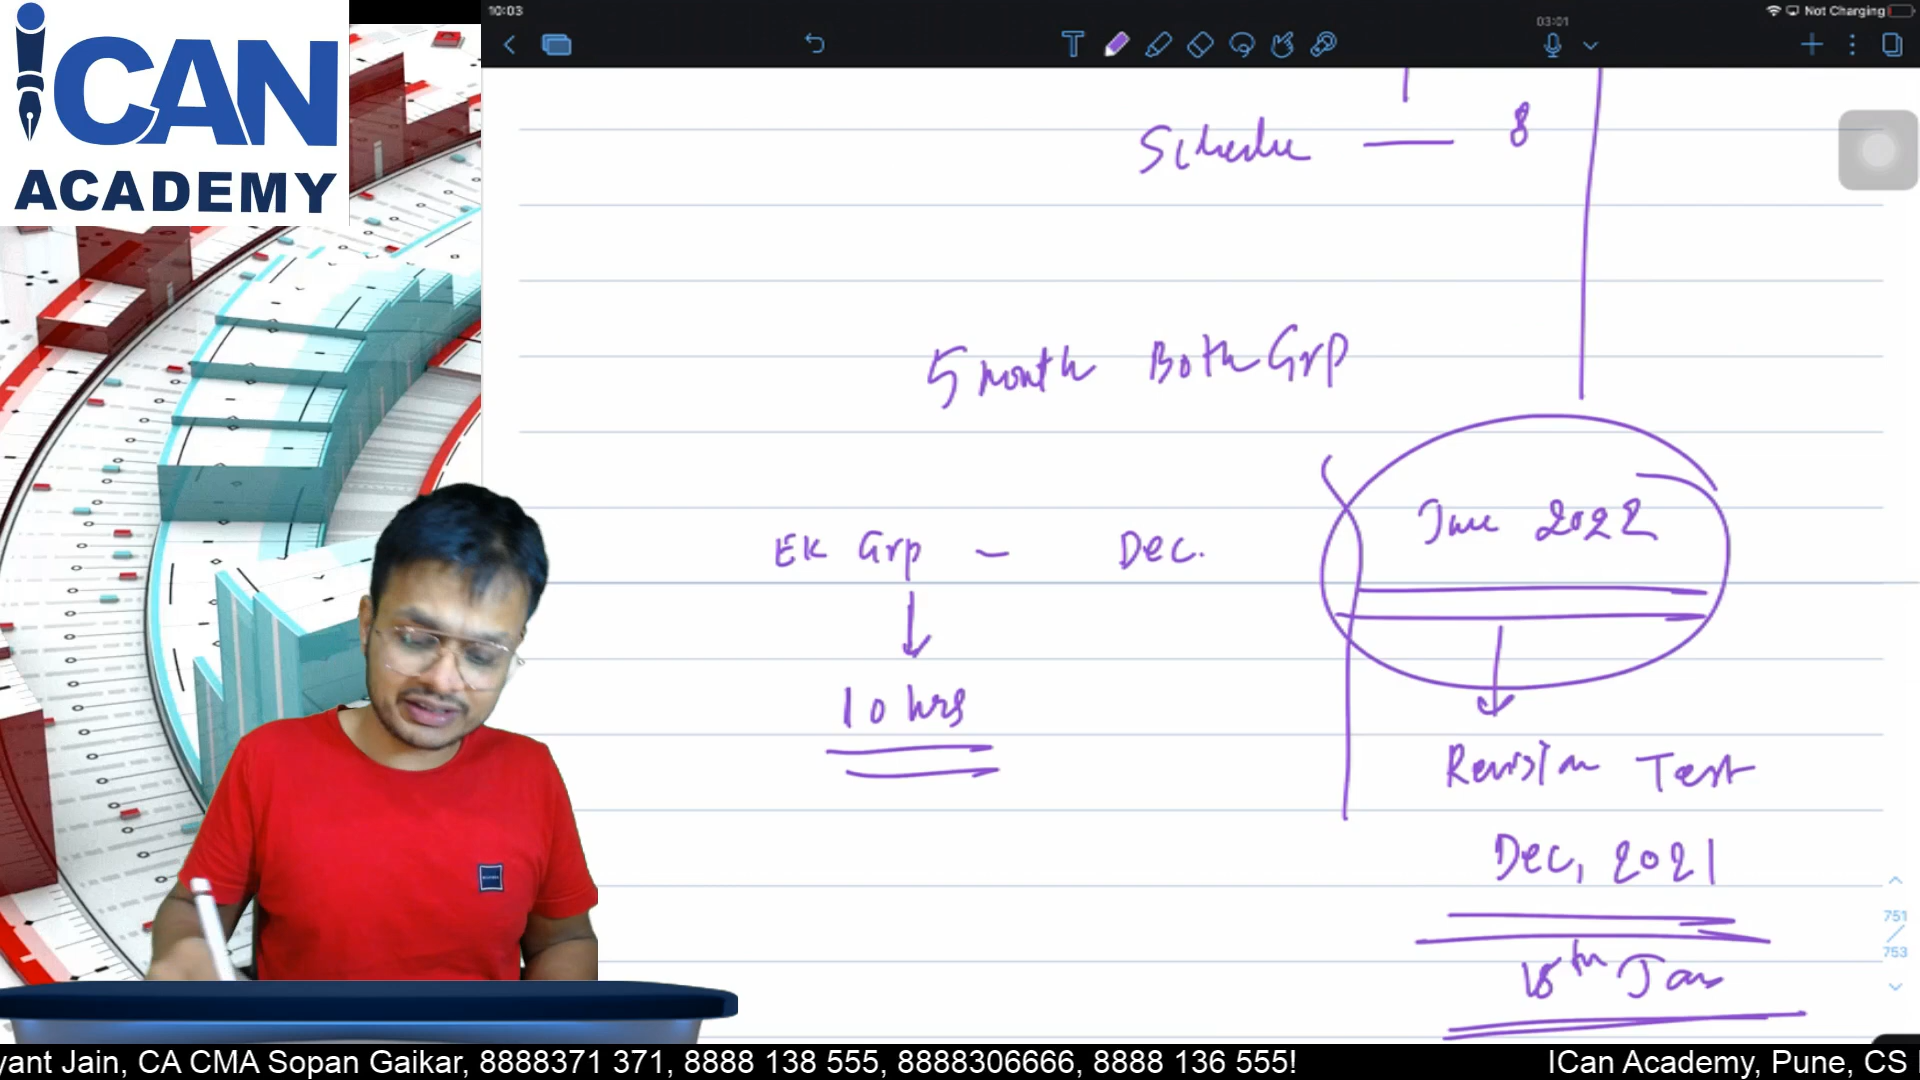 iCAN
ACADEMY
10:03
Not Charging
03:01
T
Schedule — 8
5 month Both Grp
June 2022
EK Grp – Dec.
10 hrs
Revision Test
Dec, 2021
15th Jan
751
753
yant Jain, CA CMA Sopan Gaikar, 8888371 371, 8888 138 555, 8888306666, 8888 136 555!
ICan Academy, Pune, CS